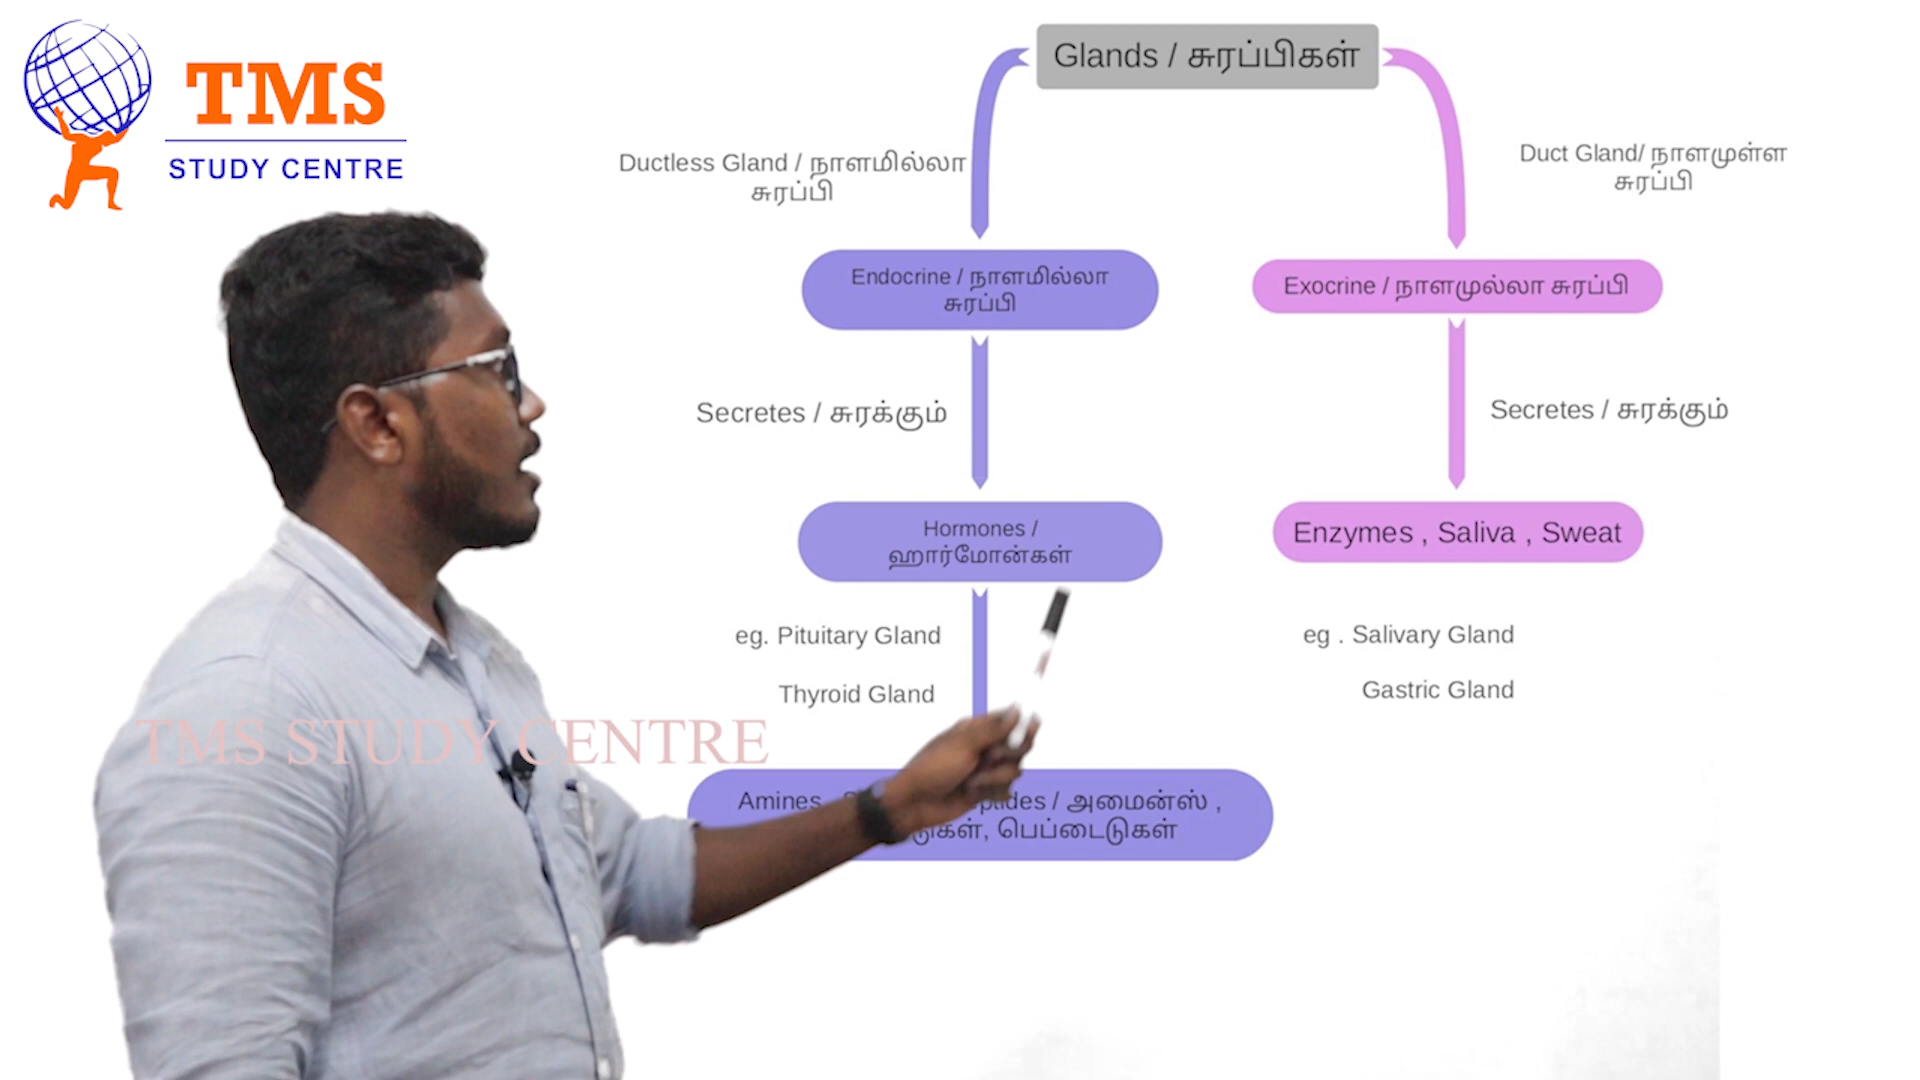 TMS
STUDY CENTRE
Glands / சுரப்பிகள்
Ductless Gland / நாளமில்லா
சுரப்பி
Duct Gland/ நாளமுள்ள
சுரப்பி
Endocrine / நாளமில்லா
சுரப்பி
Exocrine / நாளமுல்லா சுரப்பி
Secretes / சுரக்கும்
Secretes / சுரக்கும்
Hormones /
ஹார்மோன்கள்
Enzymes , Saliva , Sweat
eg. Pituitary Gland
Thyroid Gland
eg . Salivary Gland
Gastric Gland
TMS STUDY CENTRE
Amines / அமைன்ஸ் ,
பெப்டைடுகள்